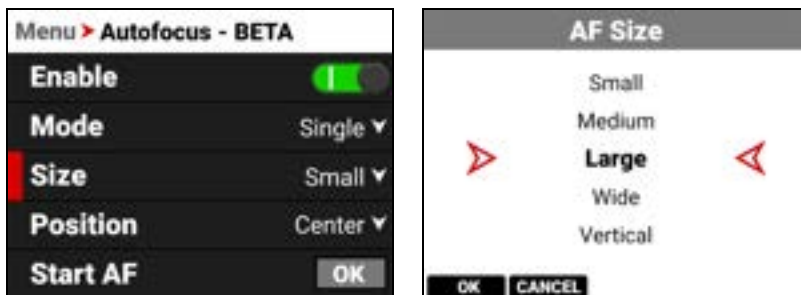 Menu > Autofocus - BETA
Enable
Mode Single
Size Small
Position Center
Start AF OK
AF Size
Small
Medium
Large
Wide
Vertical
OK CANCEL